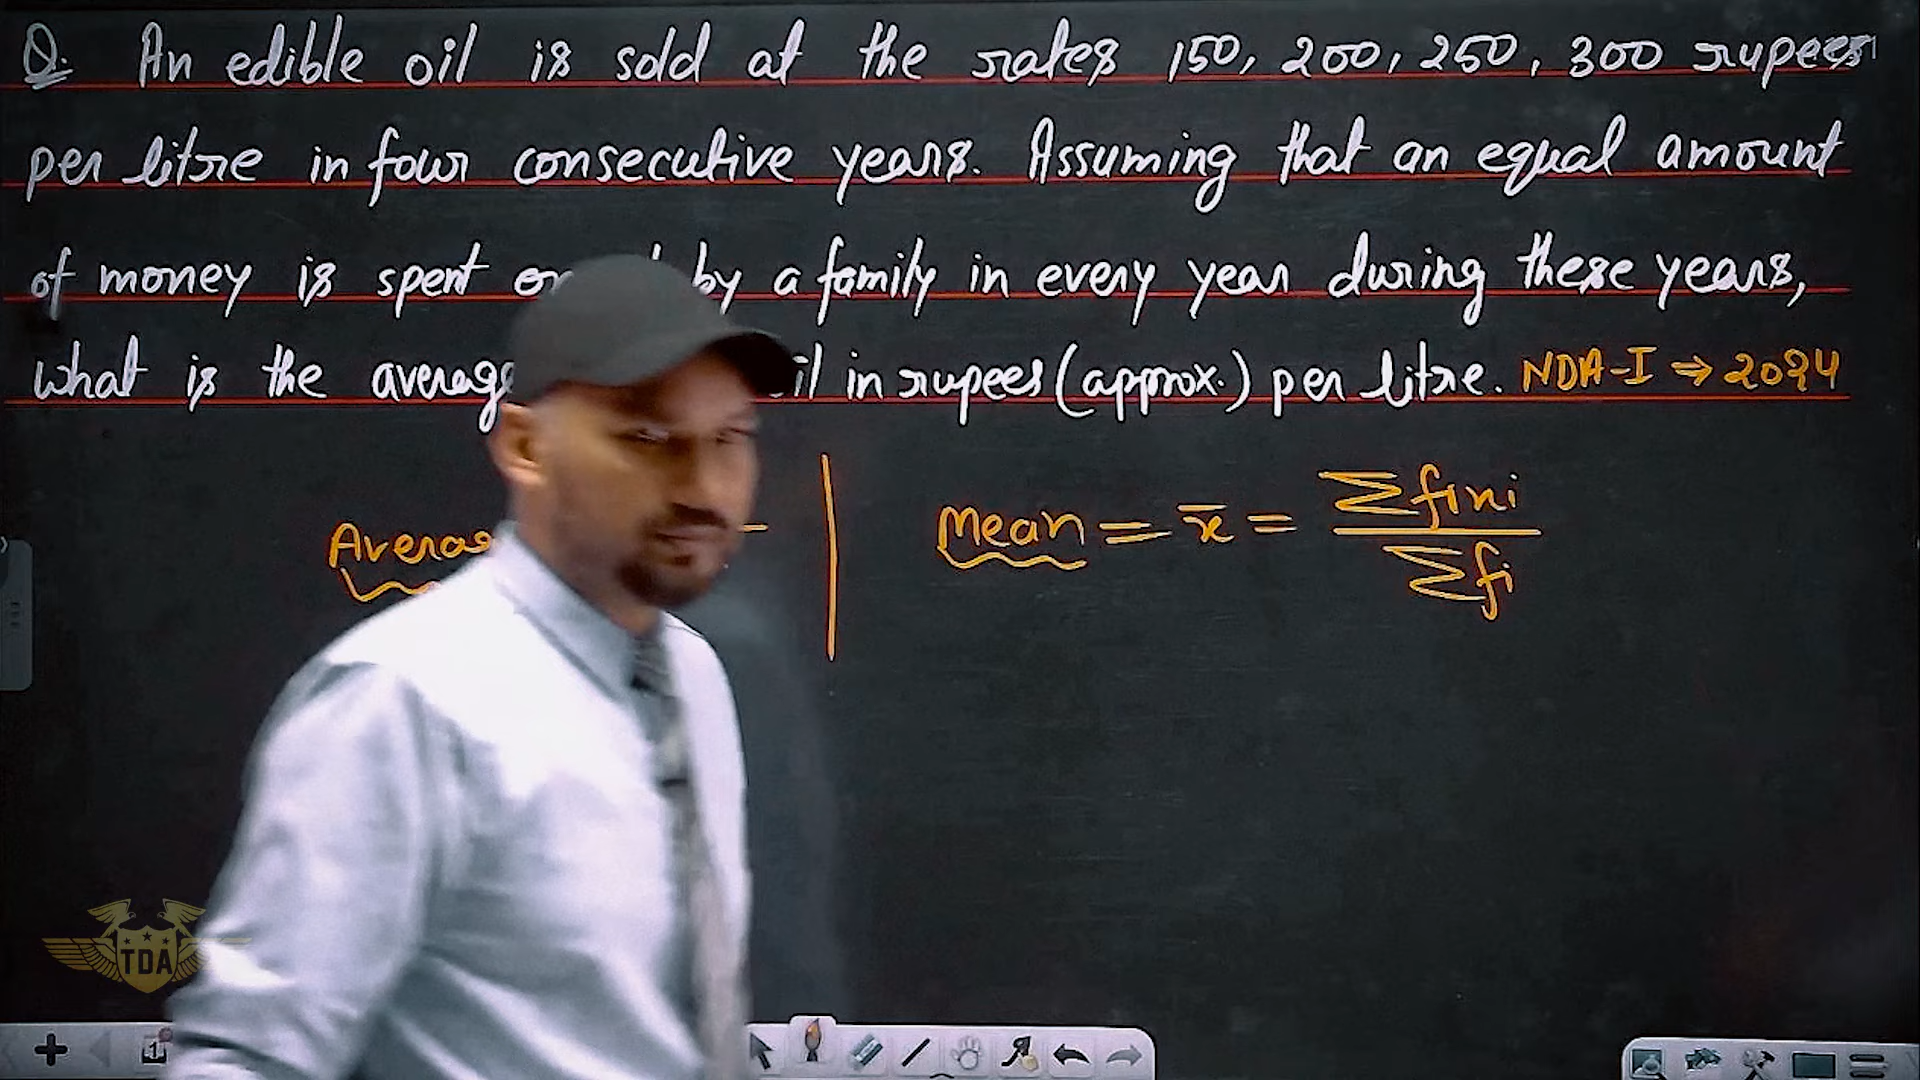 Q. An edible oil is sold at the rates 150, 200, 250, 300 rupees
per litre in four consecutive years. Assuming that an equal amount
of money is spent by a family in every year during these years,
what is the in rupees (approx.) per litre. NDA-I → 2024
Mean = x̄ = Σfixi / Σfi
TDA
1